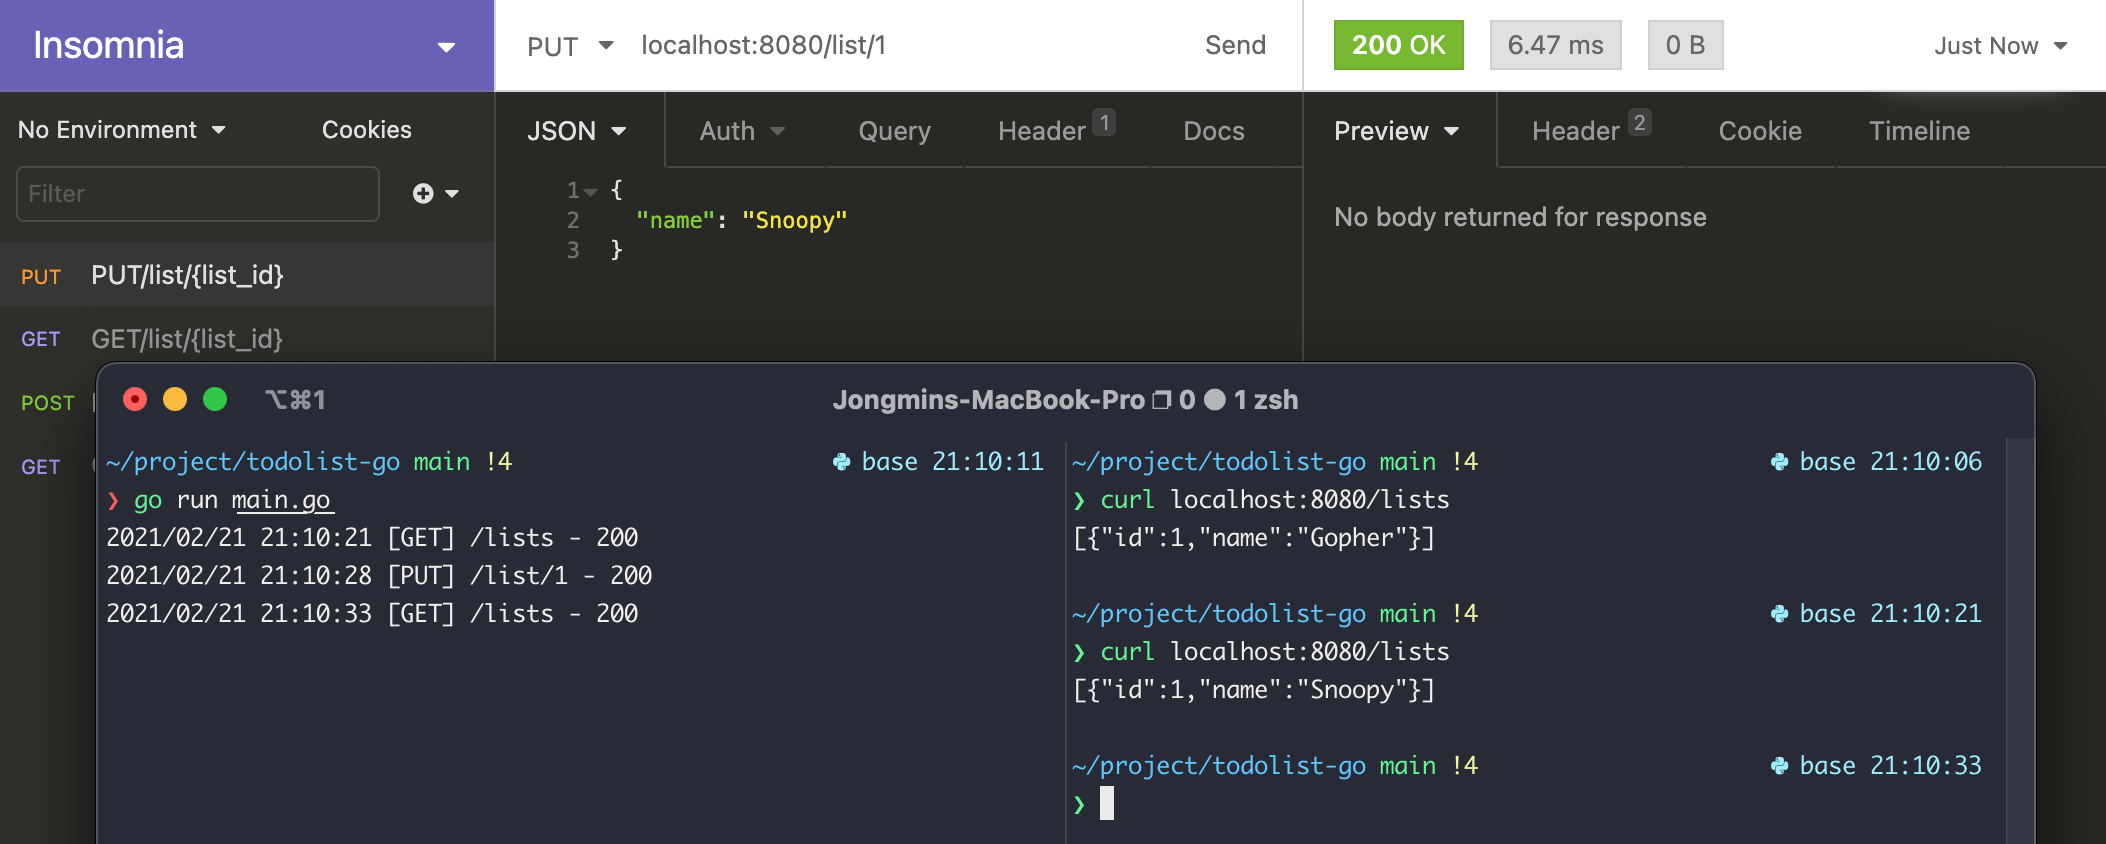 Insomnia
PUT localhost:8080/list/1 Send
200 OK 6.47 ms 0 B Just Now
No Environment Cookies
JSON Auth Query Header 1 Docs
Preview Header 2 Cookie Timeline
Filter
1 {
2 "name": "Snoopy"
3 }
No body returned for response
PUT PUT/list/{list_id}
GET GET/list/{list_id}
POST
GET
⌥⌘1 Jongmins-MacBook-Pro 0 1 zsh
~/project/todolist-go main !4 base 21:10:11
❯ go run main.go
2021/02/21 21:10:21 [GET] /lists - 200
2021/02/21 21:10:28 [PUT] /list/1 - 200
2021/02/21 21:10:33 [GET] /lists - 200
~/project/todolist-go main !4 base 21:10:06
❯ curl localhost:8080/lists
[{"id":1,"name":"Gopher"}]
~/project/todolist-go main !4 base 21:10:21
❯ curl localhost:8080/lists
[{"id":1,"name":"Snoopy"}]
~/project/todolist-go main !4 base 21:10:33
❯